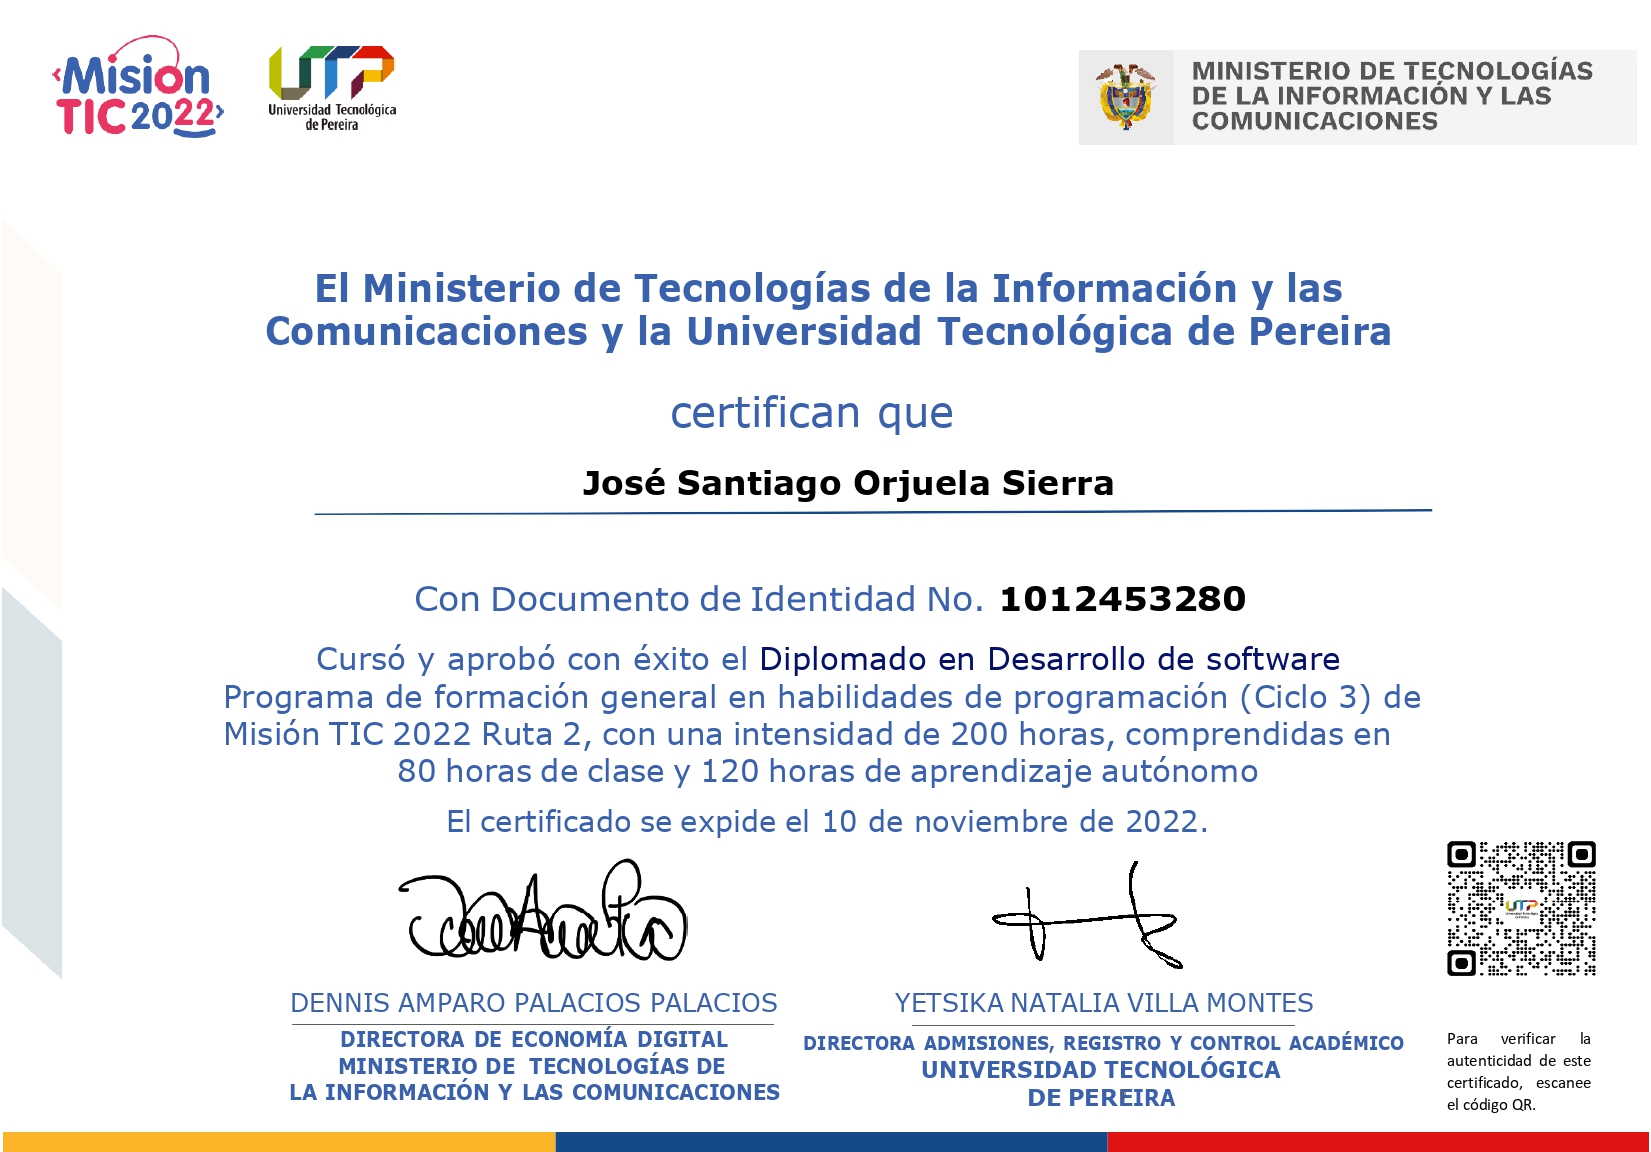 Misión
TIC 2022
UTP
Universidad Tecnológica
de Pereira
MINISTERIO DE TECNOLOGÍAS
DE LA INFORMACIÓN Y LAS
COMUNICACIONES
El Ministerio de Tecnologías de la Información y las
Comunicaciones y la Universidad Tecnológica de Pereira
certifican que
José Santiago Orjuela Sierra
Con Documento de Identidad No. 1012453280
Cursó y aprobó con éxito el Diplomado en Desarrollo de software
Programa de formación general en habilidades de programación (Ciclo 3) de
Misión TIC 2022 Ruta 2, con una intensidad de 200 horas, comprendidas en
80 horas de clase y 120 horas de aprendizaje autónomo
El certificado se expide el 10 de noviembre de 2022.
DENNIS AMPARO PALACIOS PALACIOS
DIRECTORA DE ECONOMÍA DIGITAL
MINISTERIO DE TECNOLOGÍAS DE
LA INFORMACIÓN Y LAS COMUNICACIONES
YETSIKA NATALIA VILLA MONTES
DIRECTORA ADMISIONES, REGISTRO Y CONTROL ACADÉMICO
UNIVERSIDAD TECNOLÓGICA
DE PEREIRA
UTP
Para verificar la
autenticidad de este
certificado, escanee
el código QR.